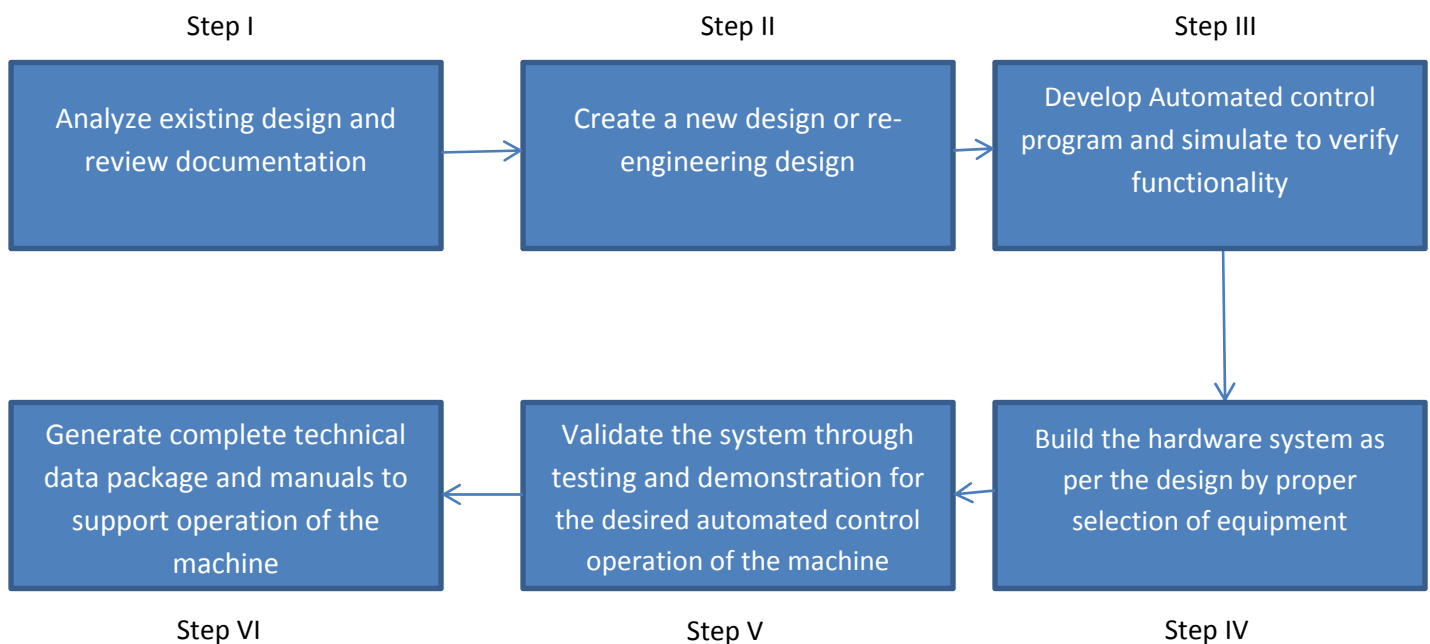 Step I
Step II
Step III
Analyze existing design and
review documentation
Create a new design or re-
engineering design
Develop Automated control
program and simulate to verify
functionality
Build the hardware system as
per the design by proper
selection of equipment
Validate the system through
testing and demonstration for
the desired automated control
operation of the machine
Generate complete technical
data package and manuals to
support operation of the
machine
Step VI
Step V
Step IV